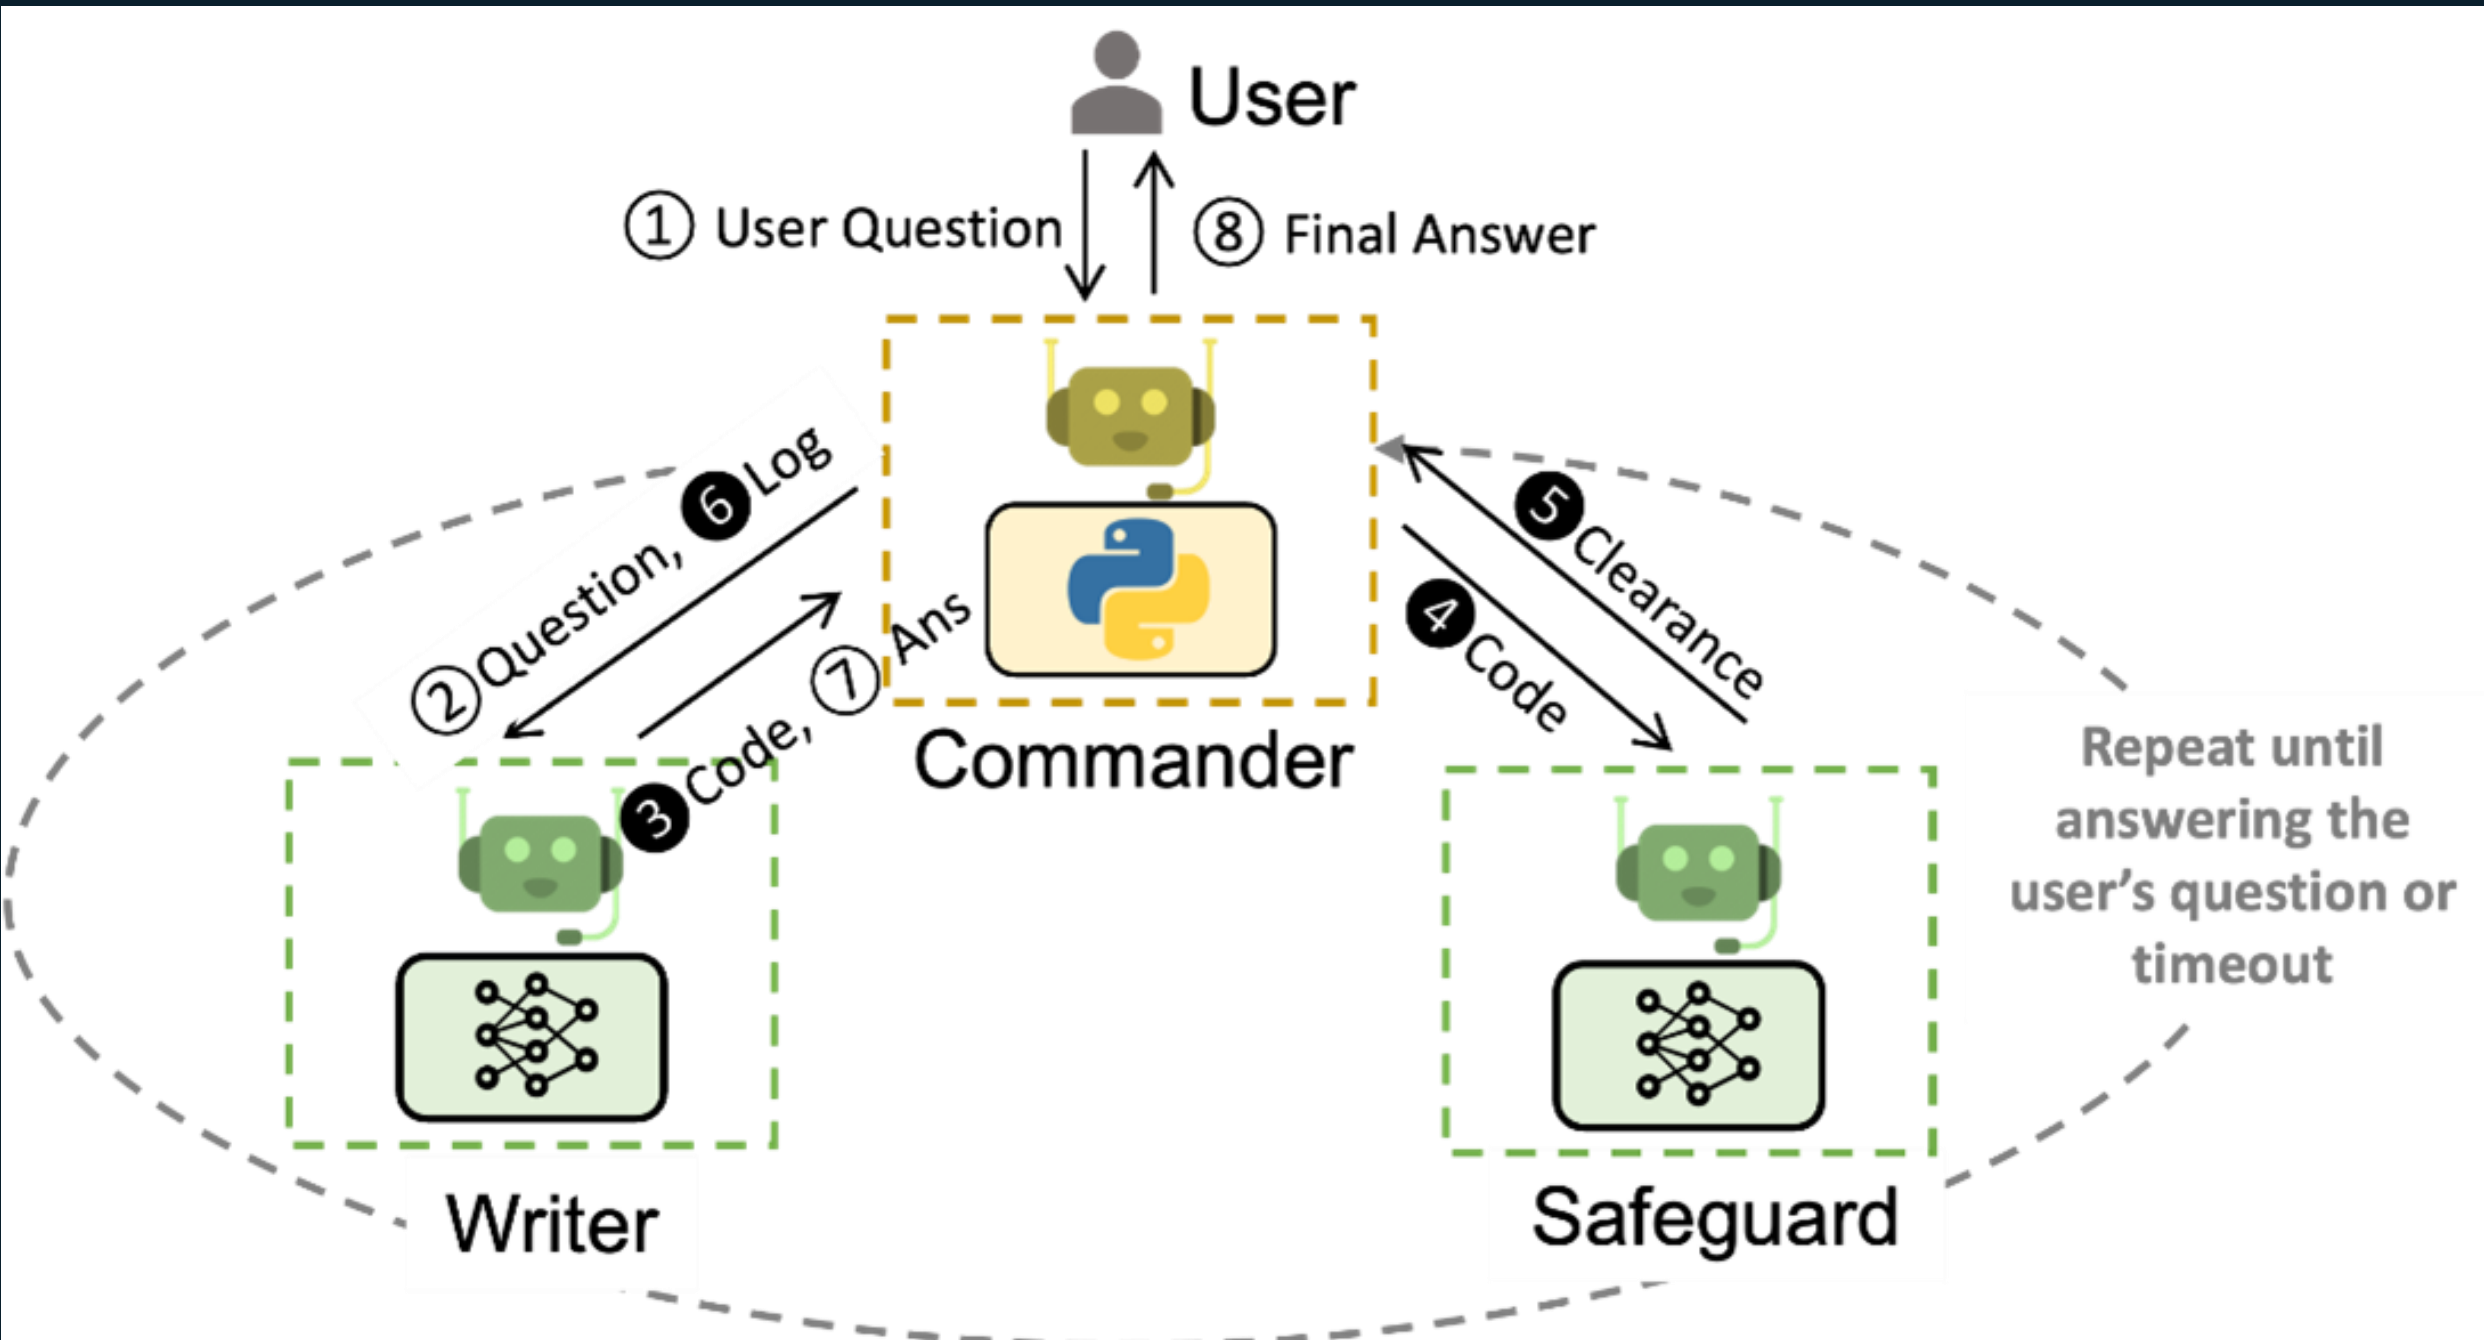 User
① User Question
⑧ Final Answer
② Question, ❻ Log
❸ Code, ⑦ Ans
❺ Clearance
❹ Code
Commander
Repeat until
answering the
user’s question or
timeout
Writer
Safeguard